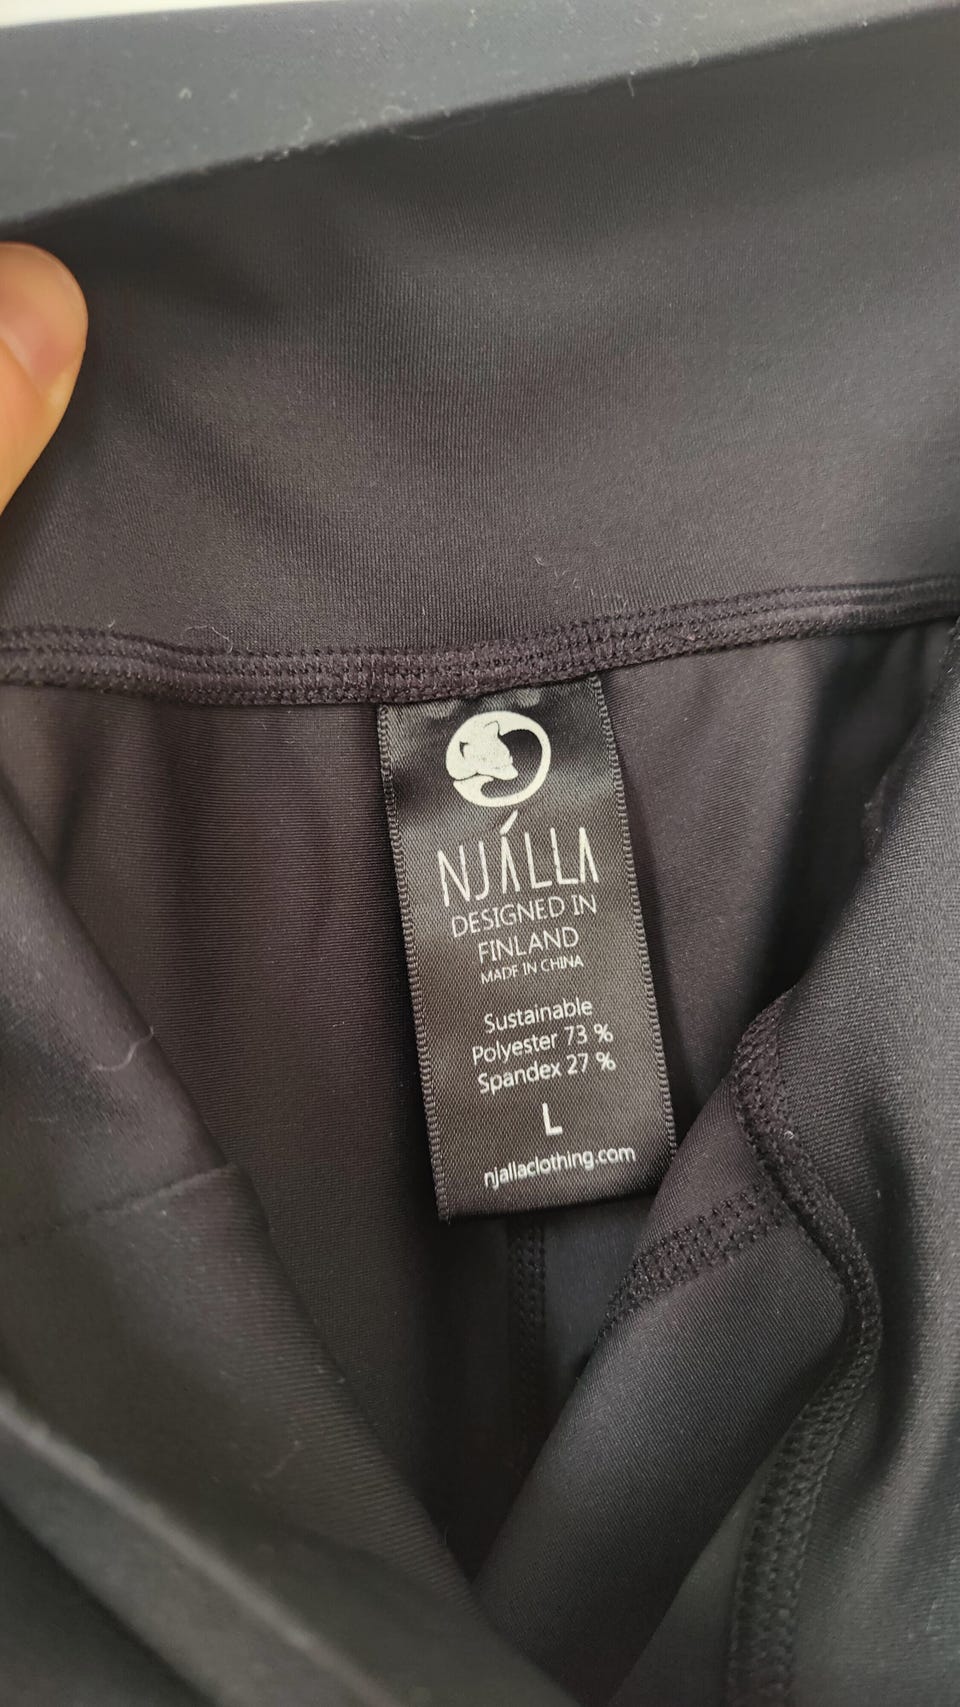 NJÁLLA
DESIGNED IN
FINLAND
MADE IN CHINA
Sustainable
Polyester 73 %
Spandex 27 %
L
njallaclothing.com